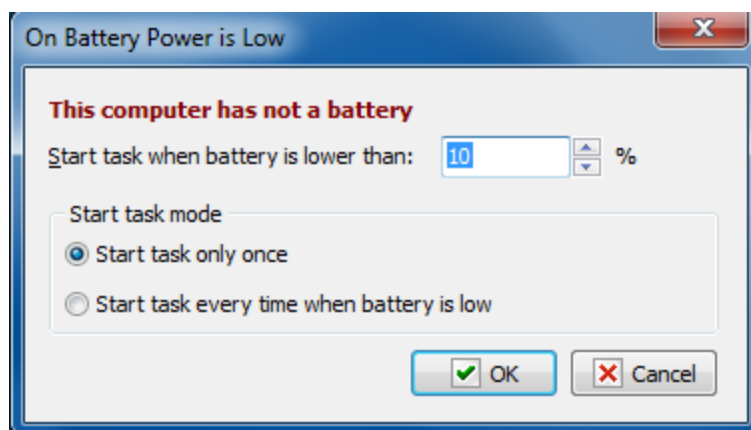 On Battery Power is Low
This computer has not a battery
Start task when battery is lower than: 10 %
Start task mode
Start task only once
Start task every time when battery is low
OK Cancel